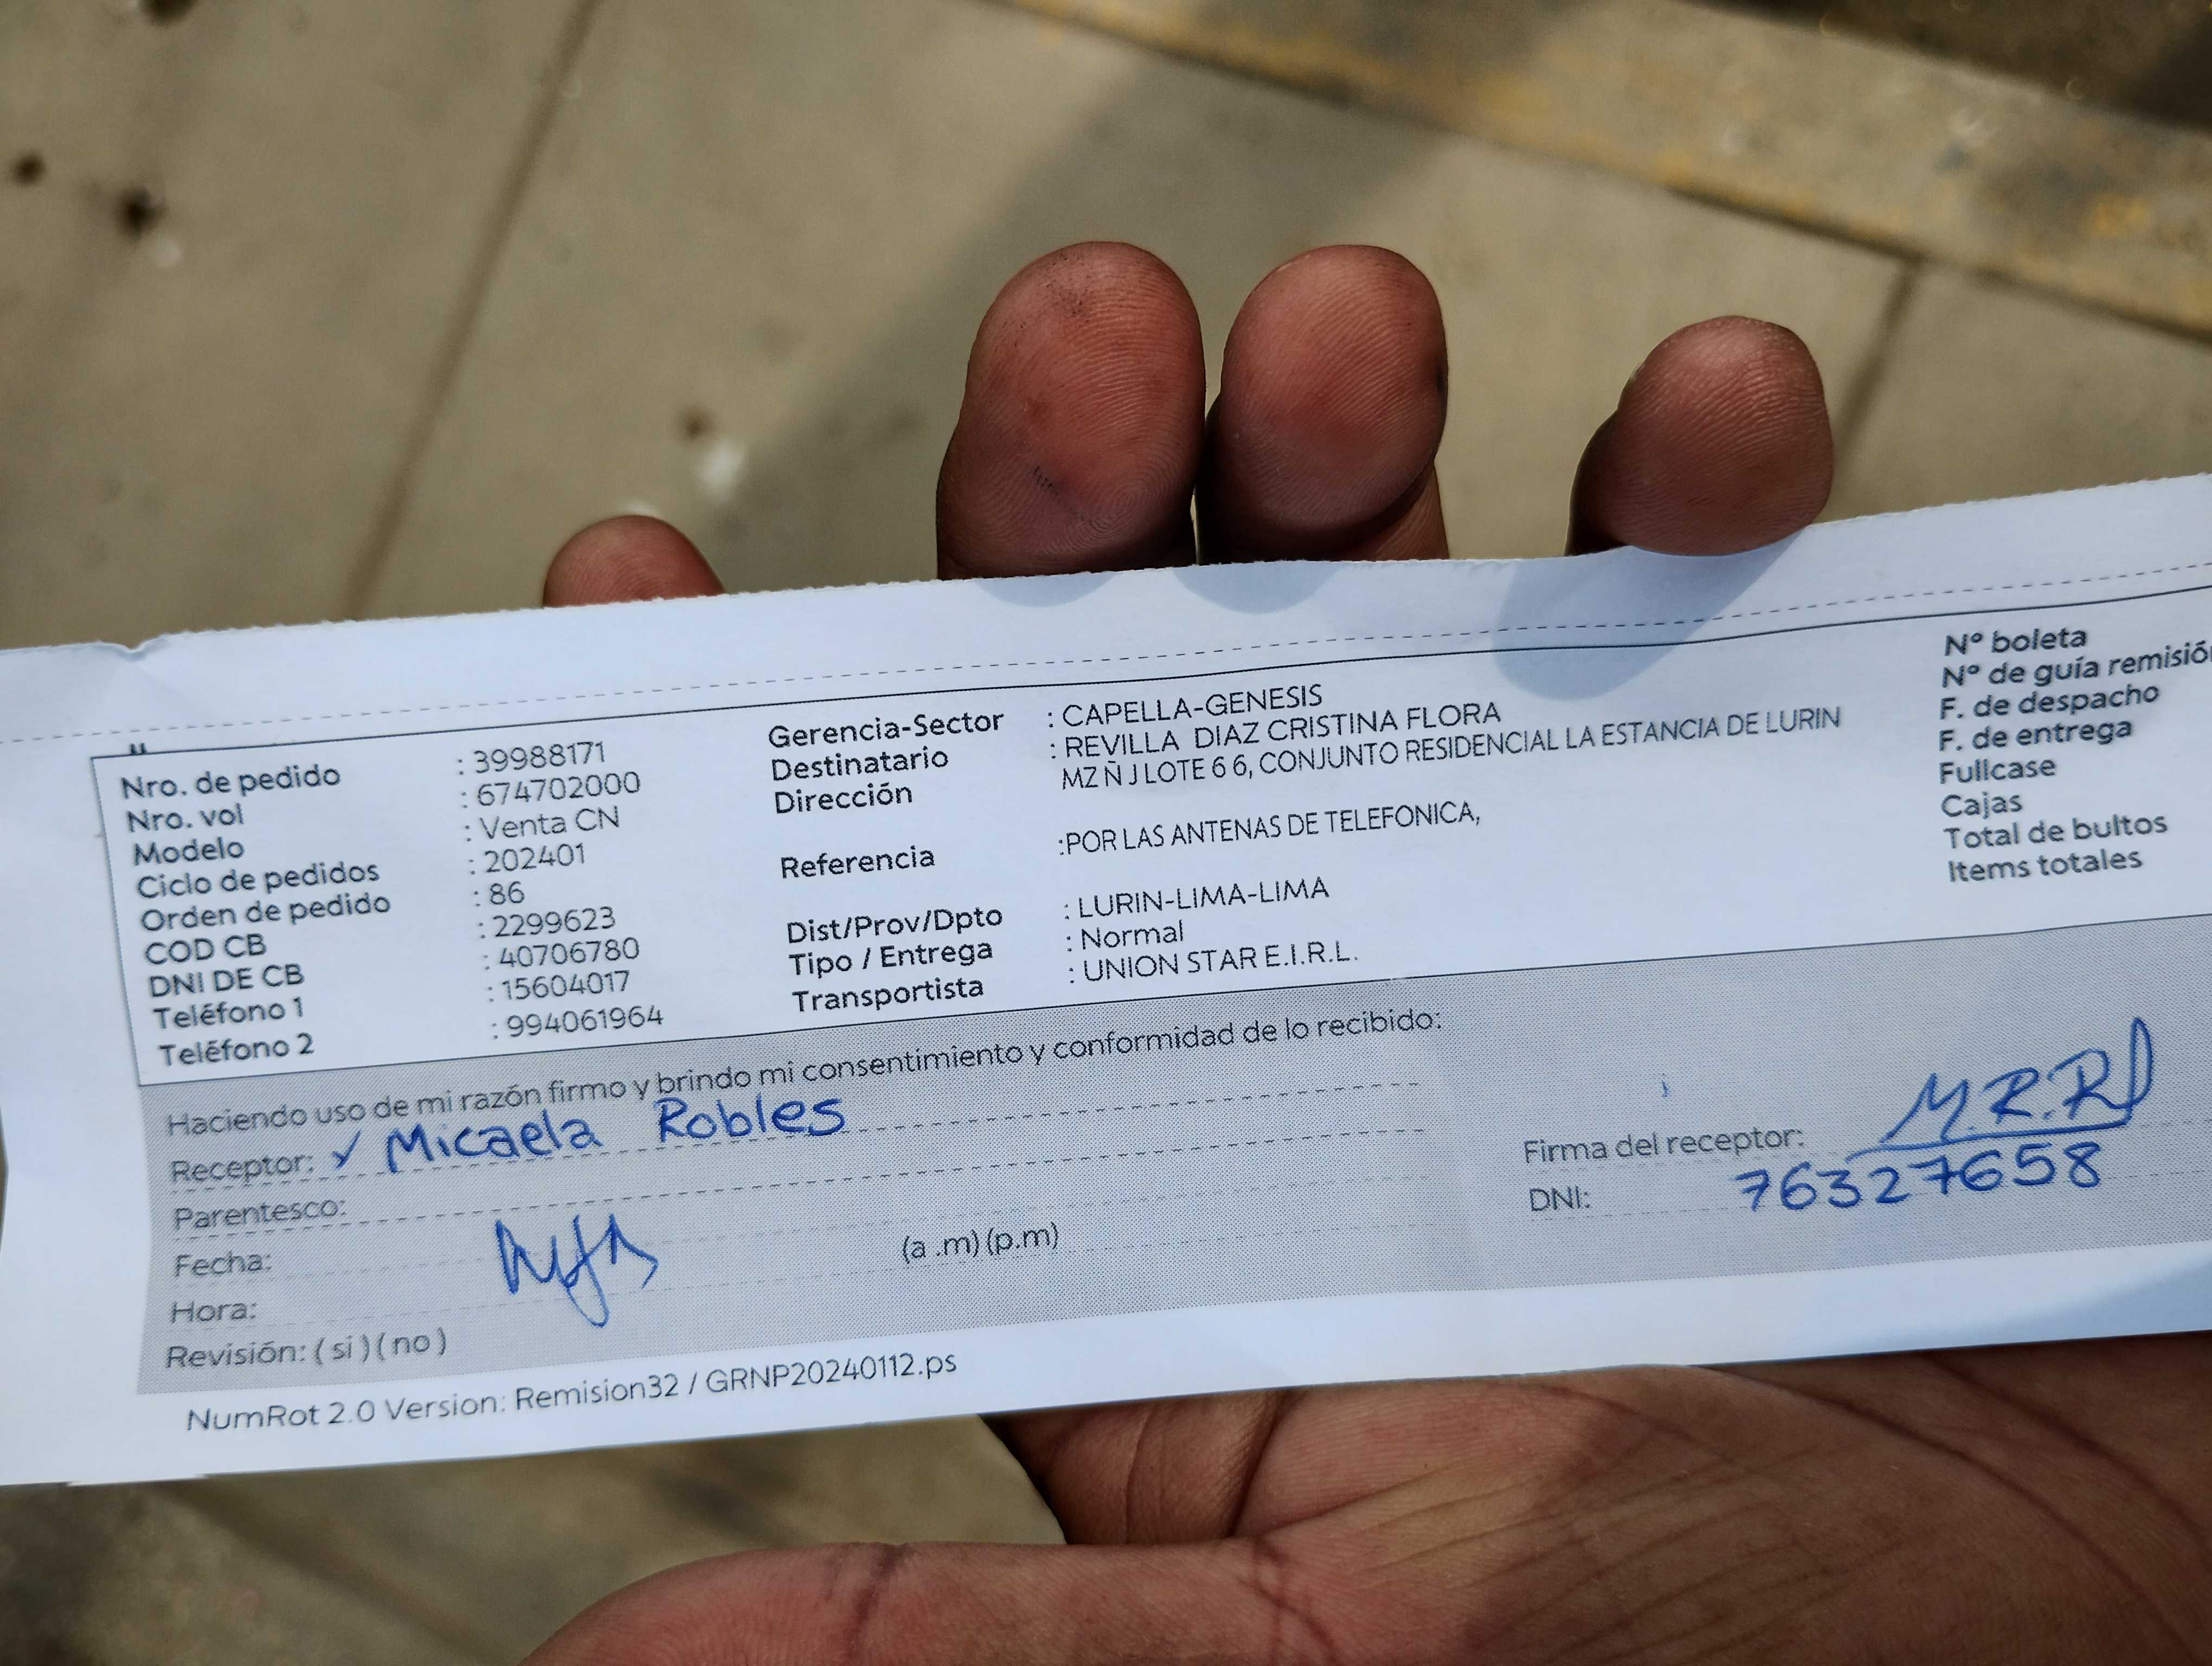 Nro. de pedido : 39988171
Nro. vol : 674702000
Modelo : Venta CN
Ciclo de pedidos : 202401
Orden de pedido : 86
COD CB : 2299623
DNI DE CB : 40706780
Teléfono 1 : 15604017
Teléfono 2 : 994061964
Gerencia-Sector : CAPELLA-GENESIS
Destinatario : REVILLA DIAZ CRISTINA FLORA
Dirección MZ Ñ J LOTE 6 6, CONJUNTO RESIDENCIAL LA ESTANCIA DE LURIN
Referencia :POR LAS ANTENAS DE TELEFONICA,
Dist/Prov/Dpto : LURIN-LIMA-LIMA
Tipo / Entrega : Normal
Transportista : UNION STAR E.I.R.L.
Nº boleta
Nº de guía remisión
F. de despacho
F. de entrega
Fullcase
Cajas
Total de bultos
Items totales
Haciendo uso de mi razón firmo y brindo mi consentimiento y conformidad de lo recibido:
Receptor: ✓ Micaela Robles
Parentesco:
Fecha:
Hora: (a .m) (p.m)
Revisión: ( si ) ( no )
Firma del receptor: M.R.R
DNI: 76327658
NumRot 2.0 Version: Remision32 / GRNP20240112.ps